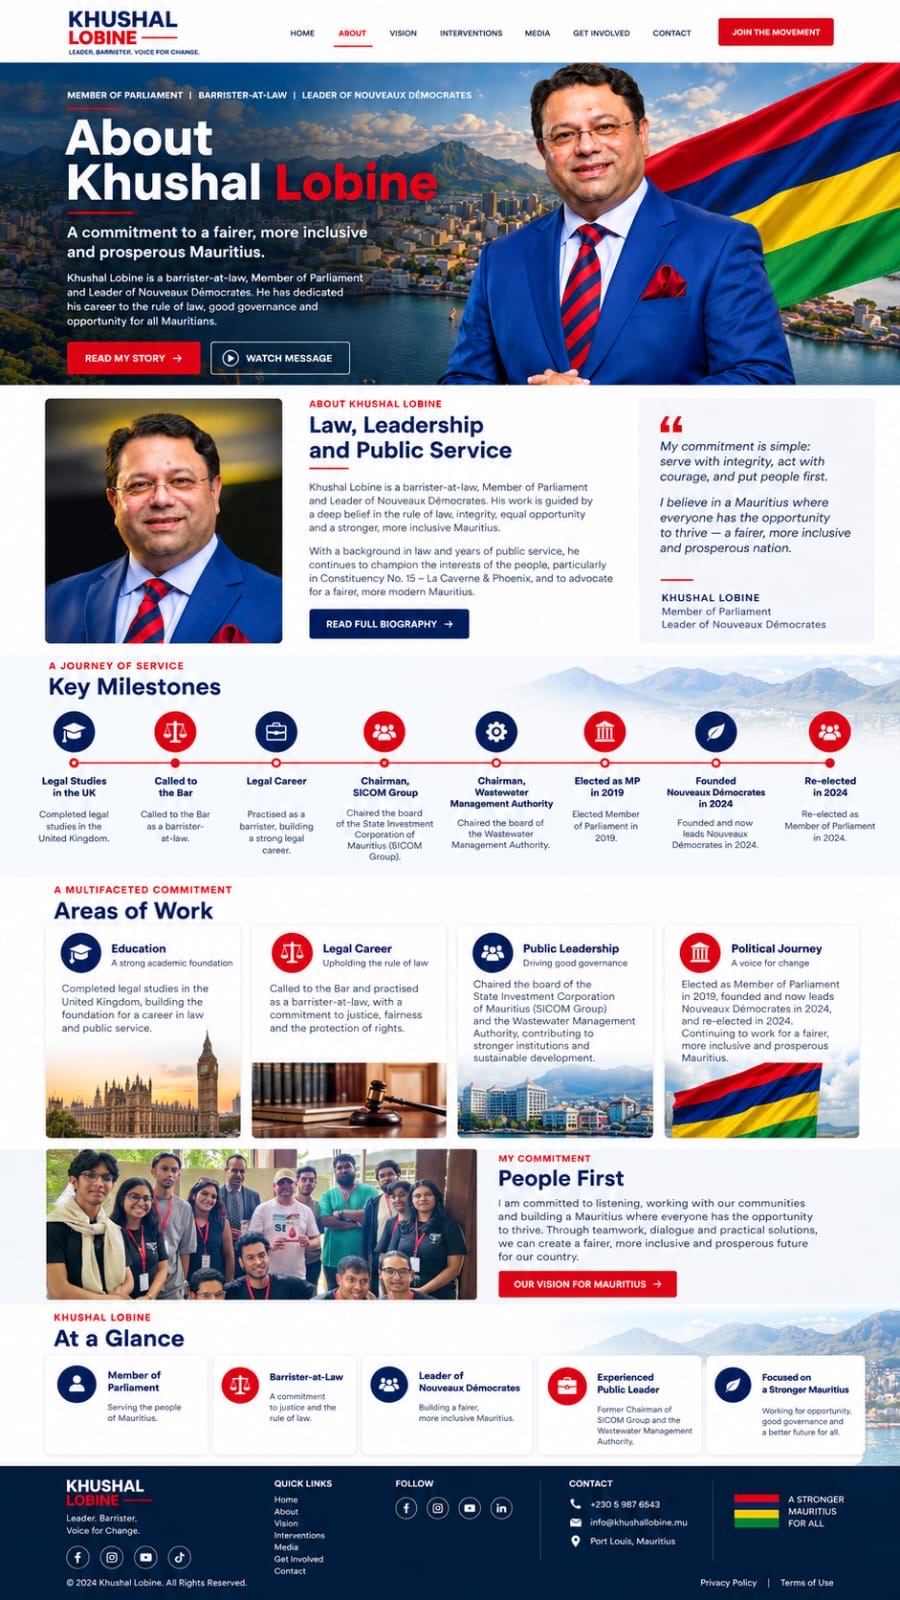 KHUSHAL
LOBINE
LEADER. BARRISTER. VOICE FOR CHANGE.
HOME
ABOUT
VISION
INTERVENTIONS
MEDIA
GET INVOLVED
CONTACT
JOIN THE MOVEMENT
MEMBER OF PARLIAMENT | BARRISTER-AT-LAW | LEADER OF NOUVEAUX DÉMOCRATES
About
Khushal Lobine
A commitment to a fairer, more inclusive
and prosperous Mauritius.
Khushal Lobine is a barrister-at-law, Member of Parliament
and Leader of Nouveaux Démocrates. He has dedicated
his career to the rule of law, good governance and
opportunity for all Mauritians.
READ MY STORY →
WATCH MESSAGE
ABOUT KHUSHAL LOBINE
Law, Leadership
and Public Service
Khushal Lobine is a barrister-at-law, Member of Parliament
and Leader of Nouveaux Démocrates. His work is guided by
a deep belief in the rule of law, integrity, equal opportunity
and a stronger, more inclusive Mauritius.
With a background in law and years of public service, he
continues to champion the interests of the people, particularly
in Constituency No. 15 – La Caverne & Phoenix, and to advocate
for a fairer, more modern Mauritius.
READ FULL BIOGRAPHY →
“
My commitment is simple:
serve with integrity, act with
courage, and put people first.
I believe in a Mauritius where
everyone has the opportunity
to thrive — a fairer, more inclusive
and prosperous nation.
KHUSHAL LOBINE
Member of Parliament
Leader of Nouveaux Démocrates
A JOURNEY OF SERVICE
Key Milestones
Legal Studies
in the UK
Completed legal
studies in the
United Kingdom.
Called to
the Bar
Called to the Bar
as a barrister-
at-law.
Legal Career
Practised as a
barrister, building
a strong legal
career.
Chairman,
SICOM Group
Chaired the board
of the State Investment
Corporation of
Mauritius (SICOM
Group).
Chairman,
Wastewater
Management Authority
Chaired the board of
the Wastewater
Management Authority.
Elected as MP
in 2019
Elected Member
of Parliament in
2019.
Founded
Nouveaux Démocrates
in 2024
Founded and now
leads Nouveaux
Démocrates in 2024.
Re-elected
in 2024
Re-elected as
Member of Parliament
in 2024.
A MULTIFACETED COMMITMENT
Areas of Work
Education
A strong academic foundation
Completed legal studies in the
United Kingdom, building the
foundation for a career in law
and public service.
Legal Career
Upholding the rule of law
Called to the Bar and practised
as a barrister-at-law, with a
commitment to justice, fairness
and the protection of rights.
Public Leadership
Driving good governance
Chaired the board of the
State Investment Corporation
of Mauritius (SICOM Group)
and the Wastewater Management
Authority, contributing to
stronger institutions and
sustainable development.
Political Journey
A voice for change
Elected as Member of Parliament
in 2019, founded and now leads
Nouveaux Démocrates in 2024,
and re-elected in 2024.
Continuing to work for a fairer,
more inclusive and prosperous
Mauritius.
MY COMMITMENT
People First
I am committed to listening, working with our communities
and building a Mauritius where everyone has the opportunity
to thrive. Through teamwork, dialogue and practical solutions,
we can create a fairer, more inclusive and prosperous future
for our country.
OUR VISION FOR MAURITIUS →
KHUSHAL LOBINE
At a Glance
Member of
Parliament
Serving the people
of Mauritius.
Barrister-at-Law
A commitment
to justice and the
rule of law.
Leader of
Nouveaux Démocrates
Building a fairer,
more inclusive Mauritius.
Experienced
Public Leader
Former Chairman of
SICOM Group and the
Wastewater Management
Authority.
Focused on
a Stronger Mauritius
Working for opportunity,
good governance and
a better future for all.
KHUSHAL
LOBINE
Leader. Barrister.
Voice for Change.
© 2024 Khushal Lobine. All Rights Reserved.
QUICK LINKS
Home
About
Vision
Interventions
Media
Get Involved
Contact
FOLLOW
CONTACT
+230 5 987 6543
info@khushallobine.mu
Port Louis, Mauritius
A STRONGER
MAURITIUS
FOR ALL
Privacy Policy | Terms of Use